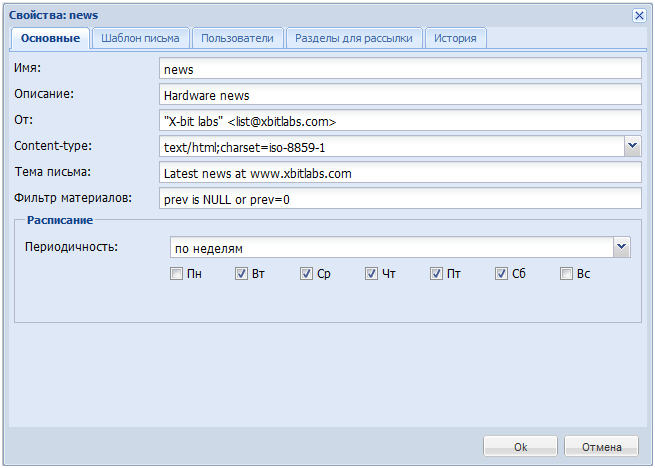 Свойства: news
Основные Шаблон письма Пользователи Разделы для рассылки История
Имя: news
Описание: Hardware news
От: "X-bit labs" <list@xbitlabs.com>
Content-type: text/html;charset=iso-8859-1
Тема письма: Latest news at www.xbitlabs.com
Фильтр материалов: prev is NULL or prev=0
Расписание
Периодичность: по неделям
Пн Вт Ср Чт Пт Сб Вс
Ok Отмена